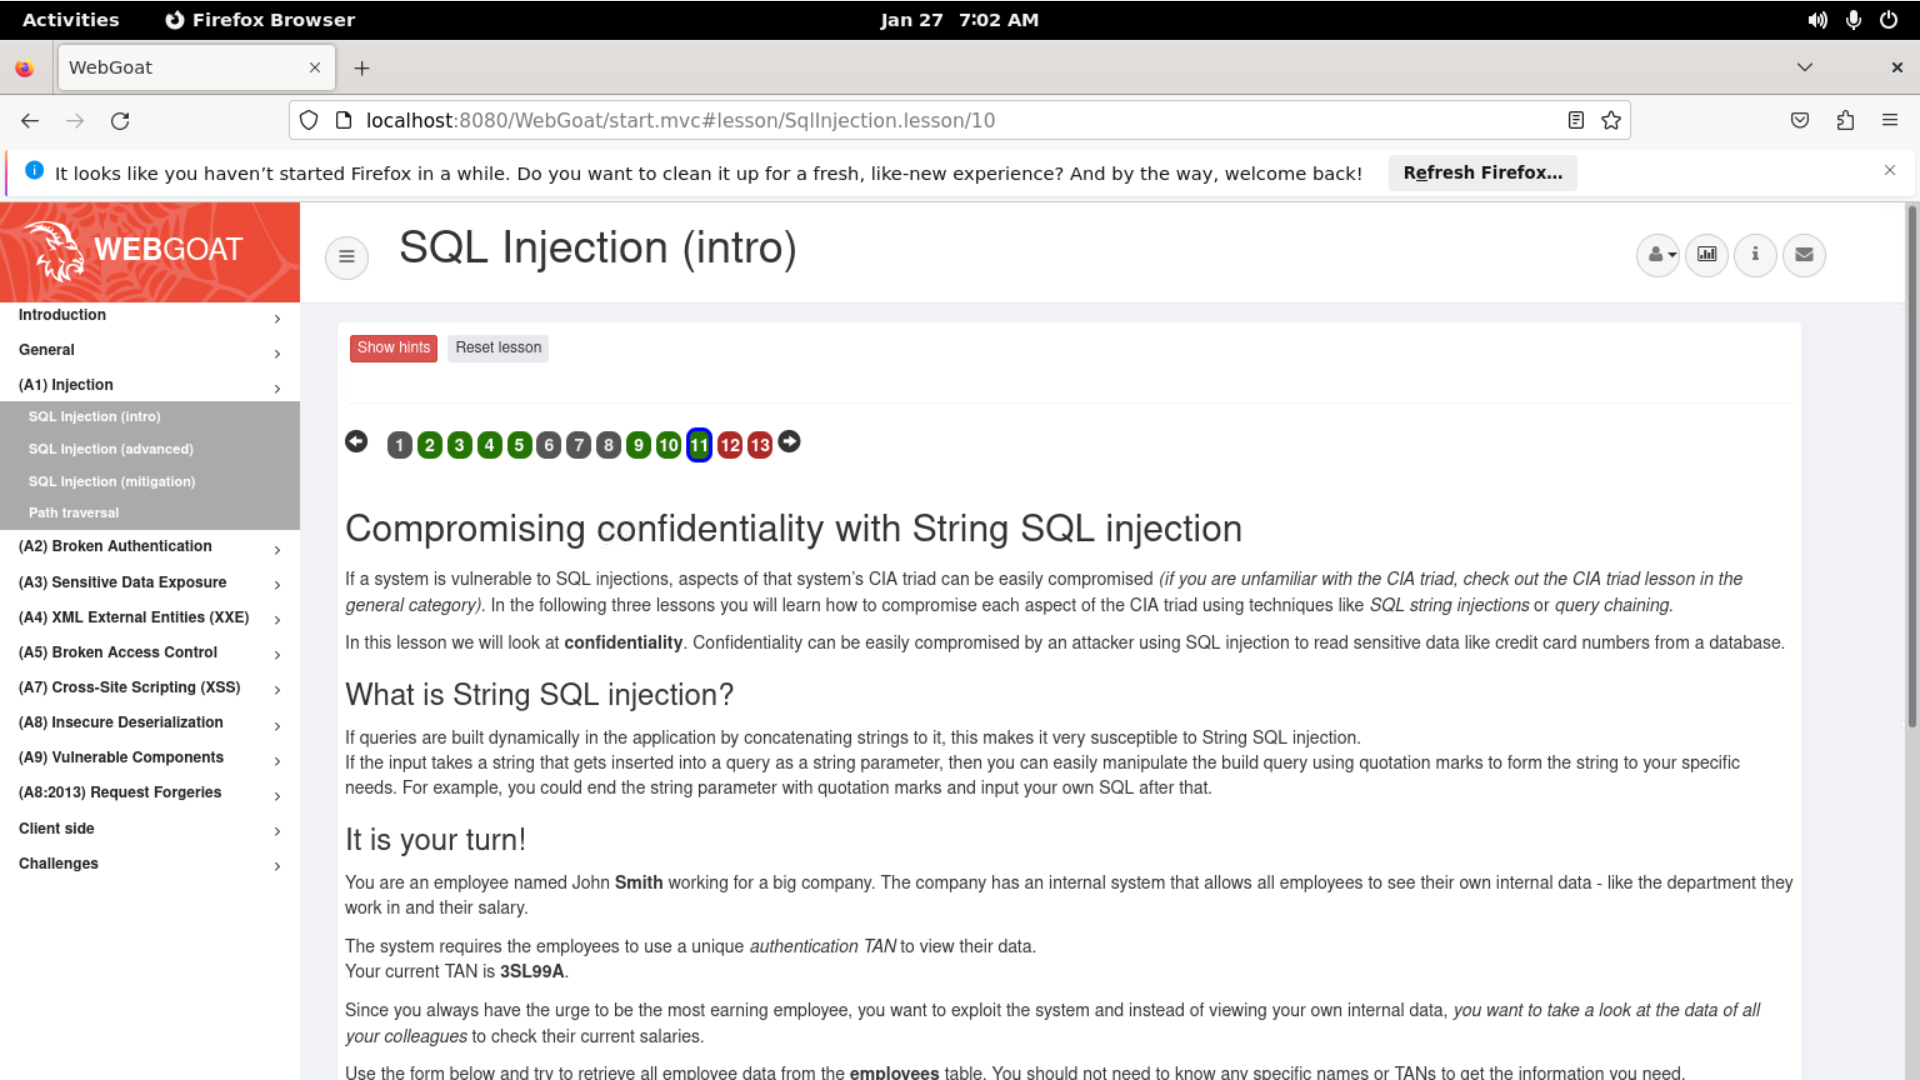 Activities Firefox Browser Jan 27 7:02 AM
WebGoat
localhost:8080/WebGoat/start.mvc#lesson/SqlInjection.lesson/10
It looks like you haven't started Firefox in a while. Do you want to clean it up for a fresh, like-new experience? And by the way, welcome back! Refresh Firefox...
WEBGOAT
SQL Injection (intro)
Introduction
General
(A1) Injection
SQL Injection (intro)
SQL Injection (advanced)
SQL Injection (mitigation)
Path traversal
(A2) Broken Authentication
(A3) Sensitive Data Exposure
(A4) XML External Entities (XXE)
(A5) Broken Access Control
(A7) Cross-Site Scripting (XSS)
(A8) Insecure Deserialization
(A9) Vulnerable Components
(A8:2013) Request Forgeries
Client side
Challenges
Show hints Reset lesson
1 2 3 4 5 6 7 8 9 10 11 12 13
Compromising confidentiality with String SQL injection
If a system is vulnerable to SQL injections, aspects of that system's CIA triad can be easily compromised (if you are unfamiliar with the CIA triad, check out the CIA triad lesson in the
general category). In the following three lessons you will learn how to compromise each aspect of the CIA triad using techniques like SQL string injections or query chaining.
In this lesson we will look at confidentiality. Confidentiality can be easily compromised by an attacker using SQL injection to read sensitive data like credit card numbers from a database.
What is String SQL injection?
If queries are built dynamically in the application by concatenating strings to it, this makes it very susceptible to String SQL injection.
If the input takes a string that gets inserted into a query as a string parameter, then you can easily manipulate the build query using quotation marks to form the string to your specific
needs. For example, you could end the string parameter with quotation marks and input your own SQL after that.
It is your turn!
You are an employee named John Smith working for a big company. The company has an internal system that allows all employees to see their own internal data - like the department they
work in and their salary.
The system requires the employees to use a unique authentication TAN to view their data.
Your current TAN is 3SL99A.
Since you always have the urge to be the most earning employee, you want to exploit the system and instead of viewing your own internal data, you want to take a look at the data of all
your colleagues to check their current salaries.
Use the form below and try to retrieve all employee data from the employees table. You should not need to know any specific names or TANs to get the information you need.